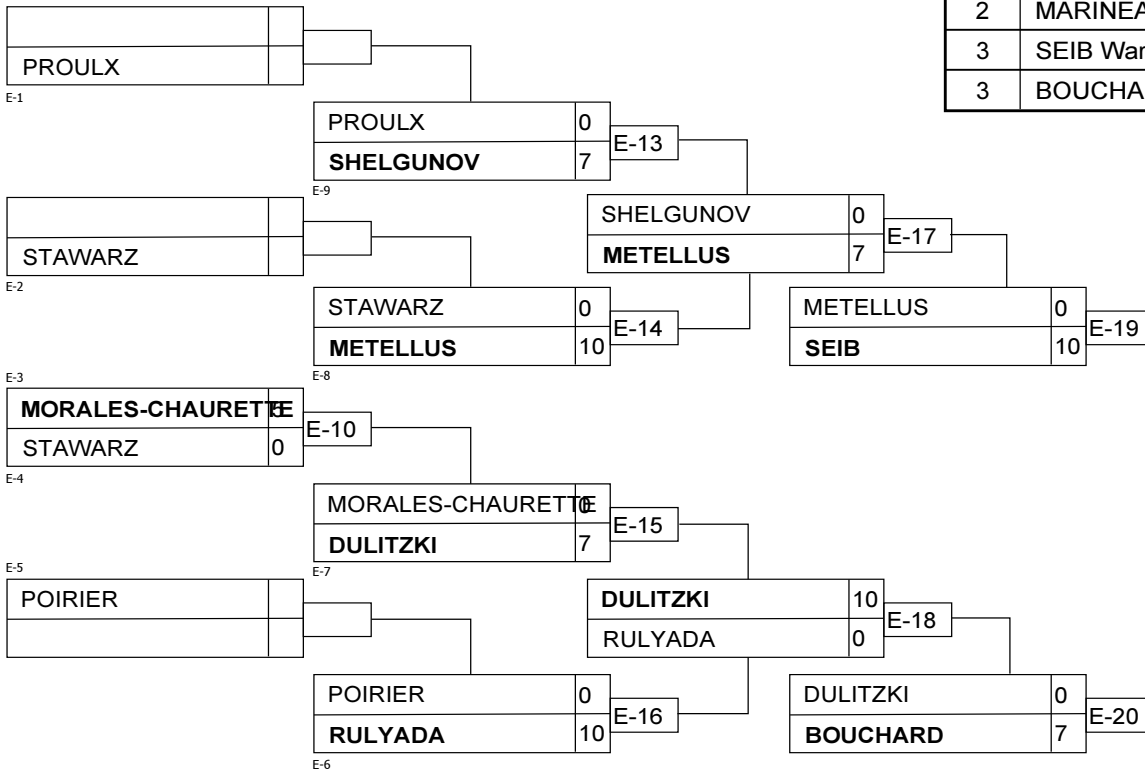 2 MARINEA
3 SEIB War
3 BOUCHA
PROULX
E-1
PROULX 0
SHELGUNOV 7
E-13
E-9
STAWARZ
E-2
SHELGUNOV 0
METELLUS 7
E-17
STAWARZ 0
METELLUS 10
E-14
E-8
METELLUS 0
SEIB 10
E-19
E-3
MORALES-CHAURETTE
STAWARZ 0
E-10
E-4
MORALES-CHAURETTE 0
DULITZKI 7
E-15
E-7
E-5
POIRIER
DULITZKI 10
RULYADA 0
E-18
POIRIER 0
RULYADA 10
E-16
E-6
DULITZKI 0
BOUCHARD 7
E-20